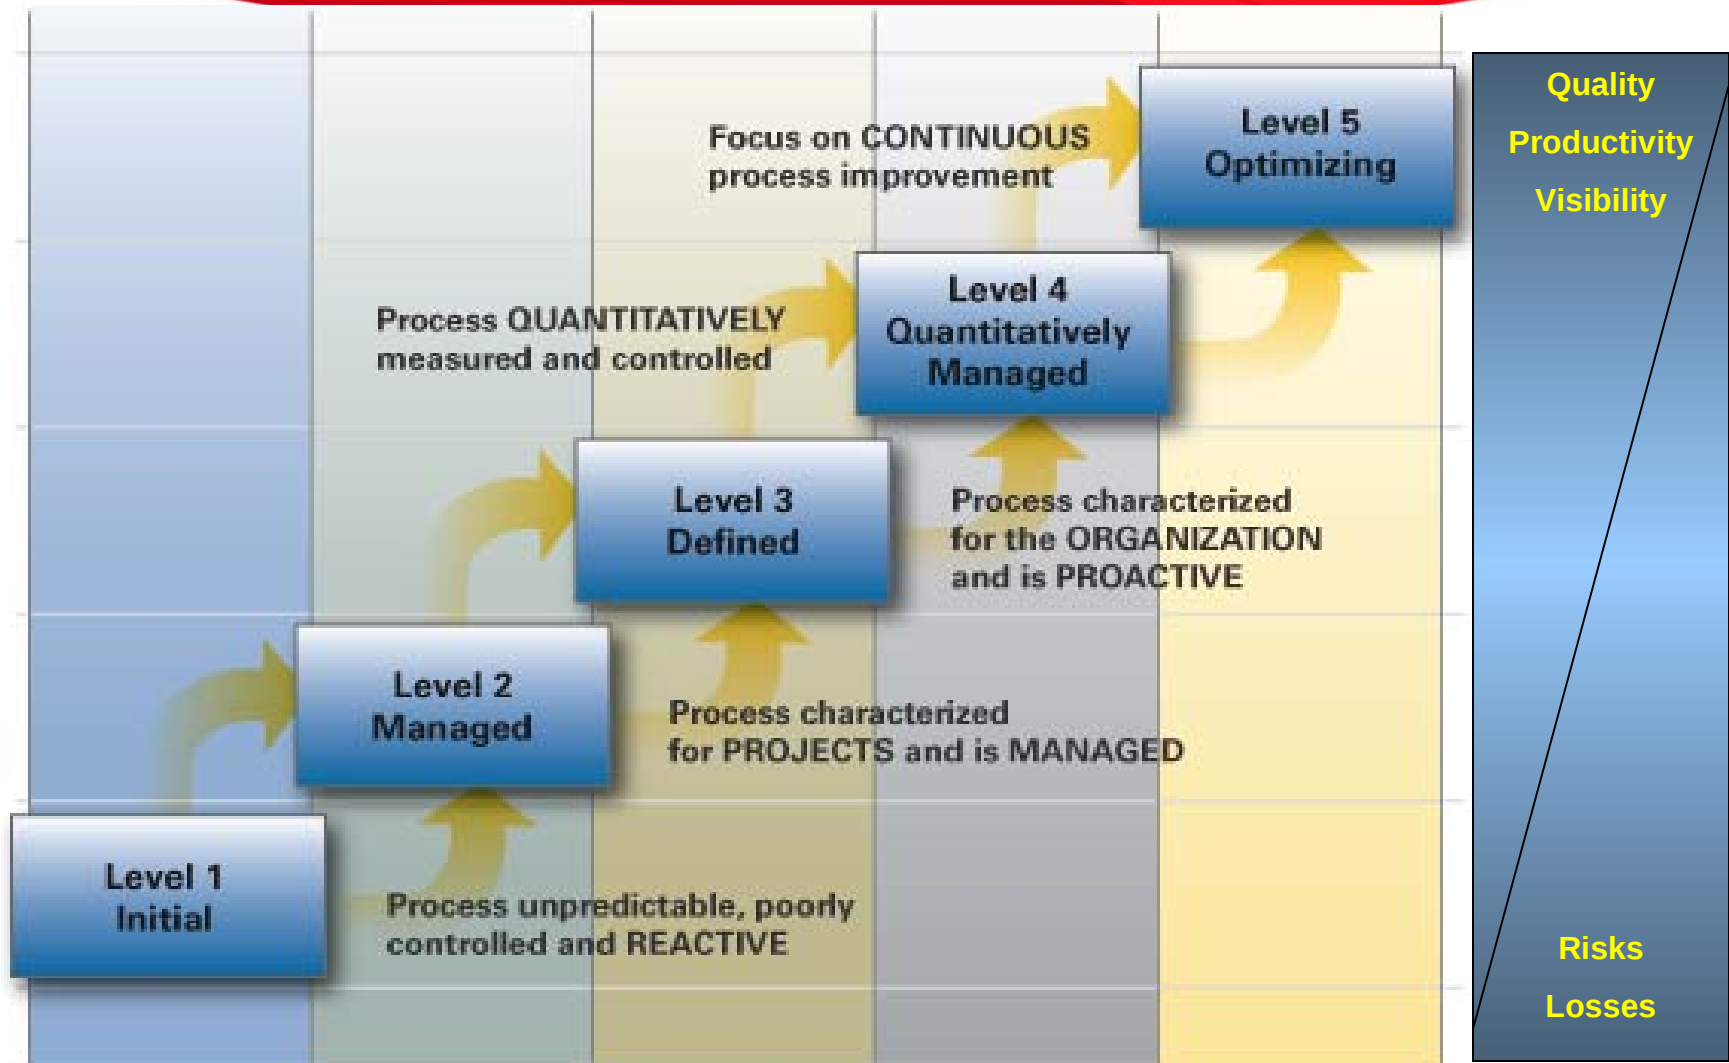 Quality
Productivity
Visibility
Level 5
Optimizing
Focus on CONTINUOUS
process improvement
Level 4
Quantitatively
Managed
Process QUANTITATIVELY
measured and controlled
Level 3
Defined
Process characterized
for the ORGANIZATION
and is PROACTIVE
Level 2
Managed
Process characterized
for PROJECTS and is MANAGED
Level 1
Initial
Process unpredictable, poorly
controlled and REACTIVE
Risks
Losses